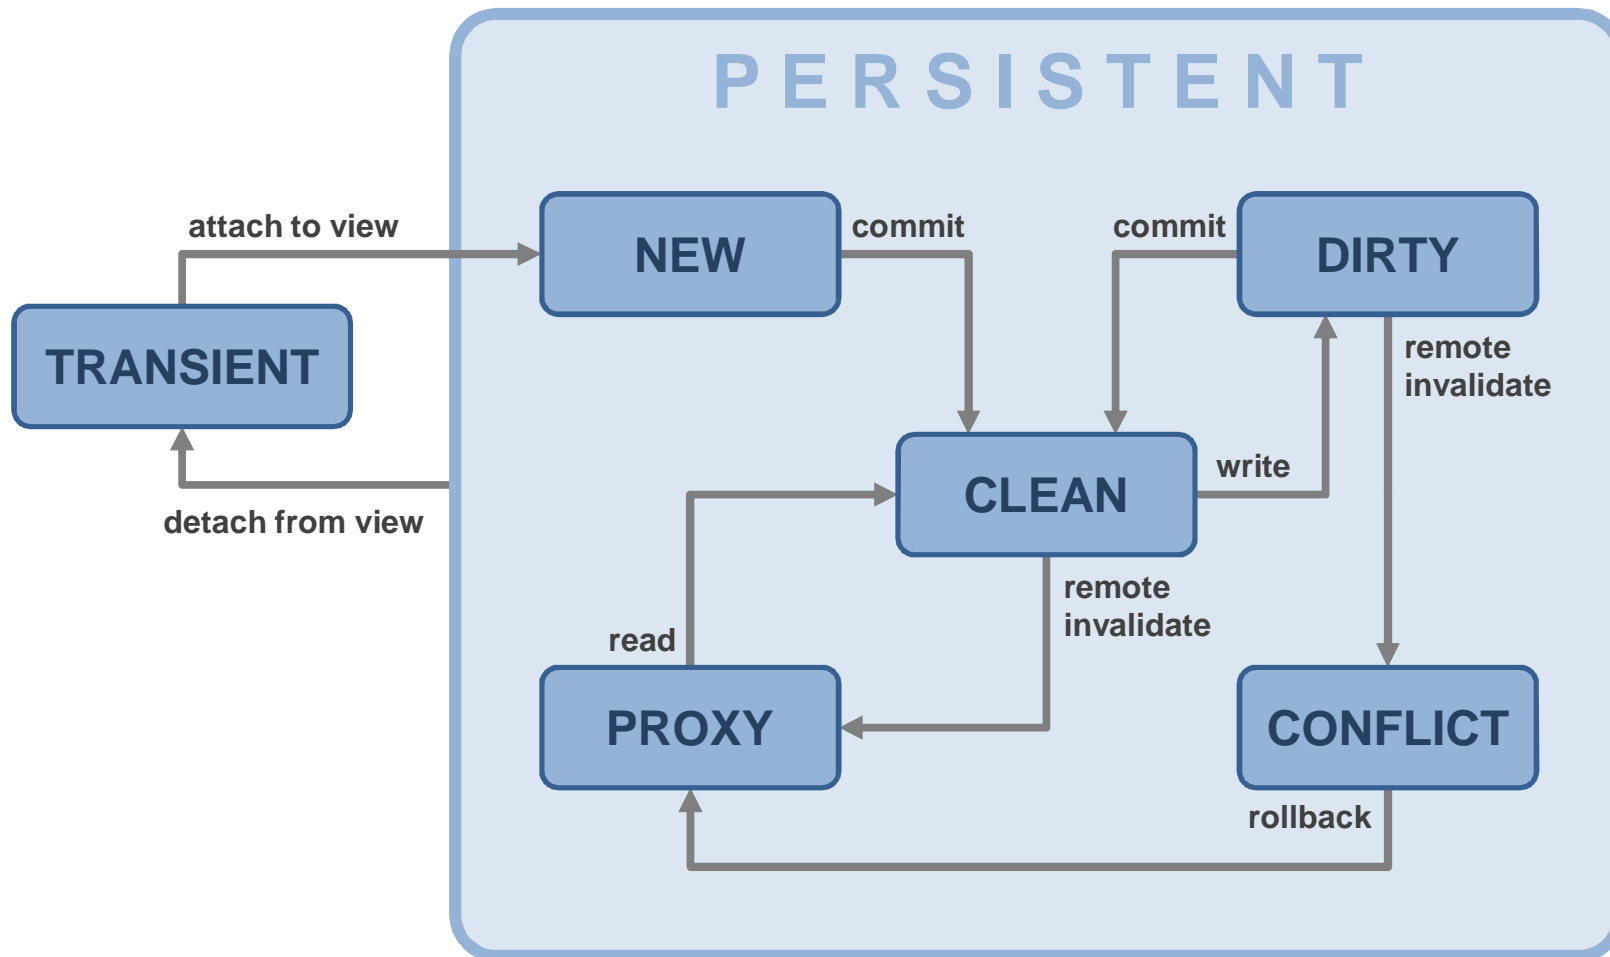 PERSISTENT
attach to view
NEW
commit
commit
DIRTY
TRANSIENT
remote
invalidate
detach from view
CLEAN
write
remote
invalidate
read
PROXY
CONFLICT
rollback